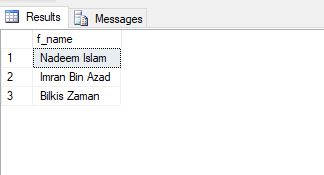 Results Messages
f_name
1 Nadeem Islam
2 Imran Bin Azad
3 Bilkis Zaman